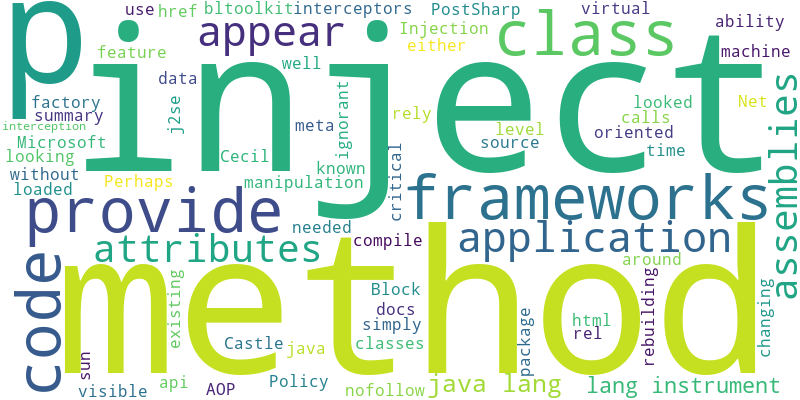 use href bltoolkit interceptors PostSharp virtual
p inject appear class Injection either ability
feature well machine
data
factory summary j2se meta ignorant rely looked Net
calls
interception level oriented
Microsoft source time
looking Cecil known
without Perhaps manipulation critical
loaded
provide frameworks assemblies
needed application
attributes compile around
code method
existing Block rebuilding changing
docs html
simply package rel
sun Castle java classes
api Policy java lang lang instrument
visible AOP nofollow